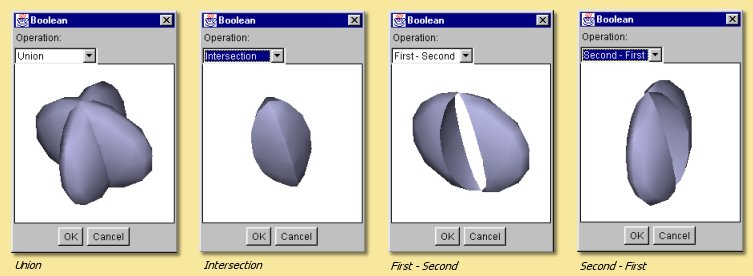 Boolean
Operation:
Union
OK Cancel
Union
Boolean
Operation:
Intersection
OK Cancel
Intersection
Boolean
Operation:
First - Second
OK Cancel
First - Second
Boolean
Operation:
Second - First
OK Cancel
Second - First